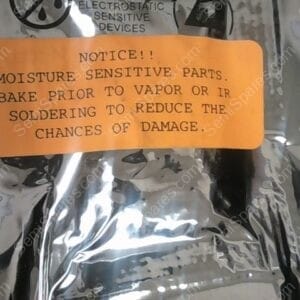 ELECTROSTATIC
SENSITIVE
DEVICES
NOTICE!!
MOISTURE SENSITIVE PARTS.
BAKE PRIOR TO VAPOR OR IR
SOLDERING TO REDUCE THE
CHANCES OF DAMAGE.